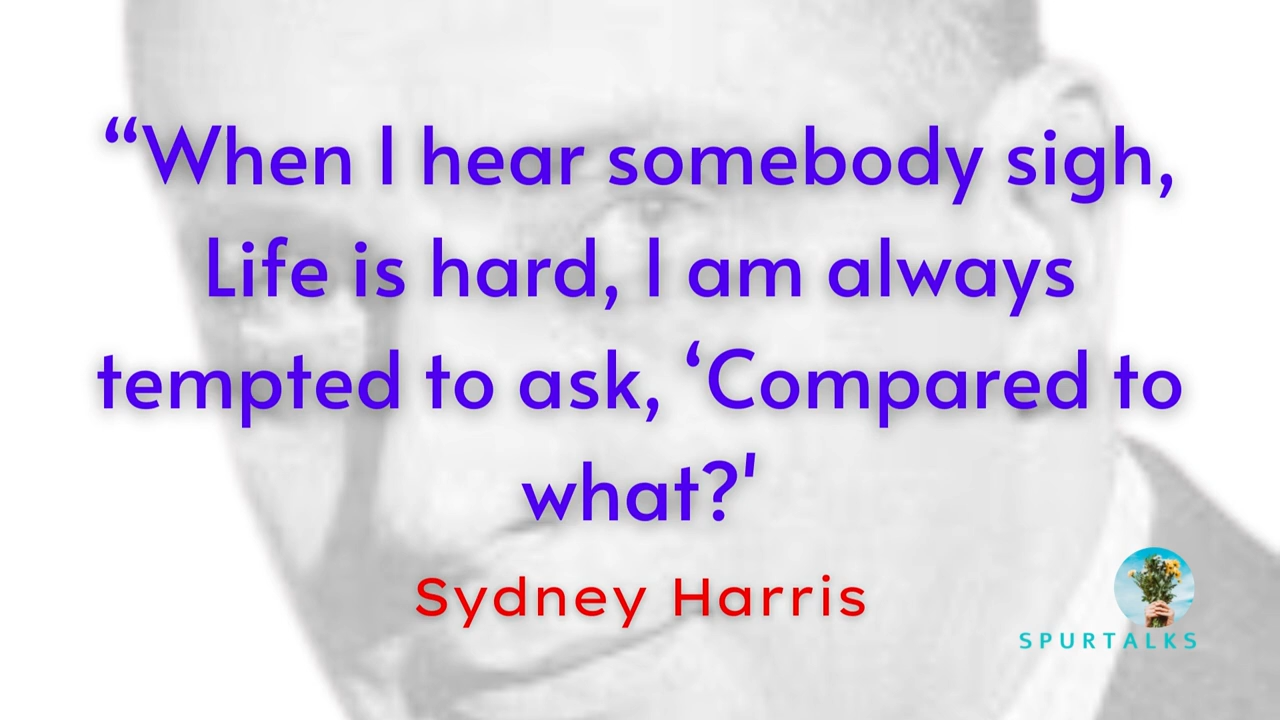 “When I hear somebody sigh,
Life is hard, I am always
tempted to ask, ‘Compared to
what?'
Sydney Harris
SPURTALKS